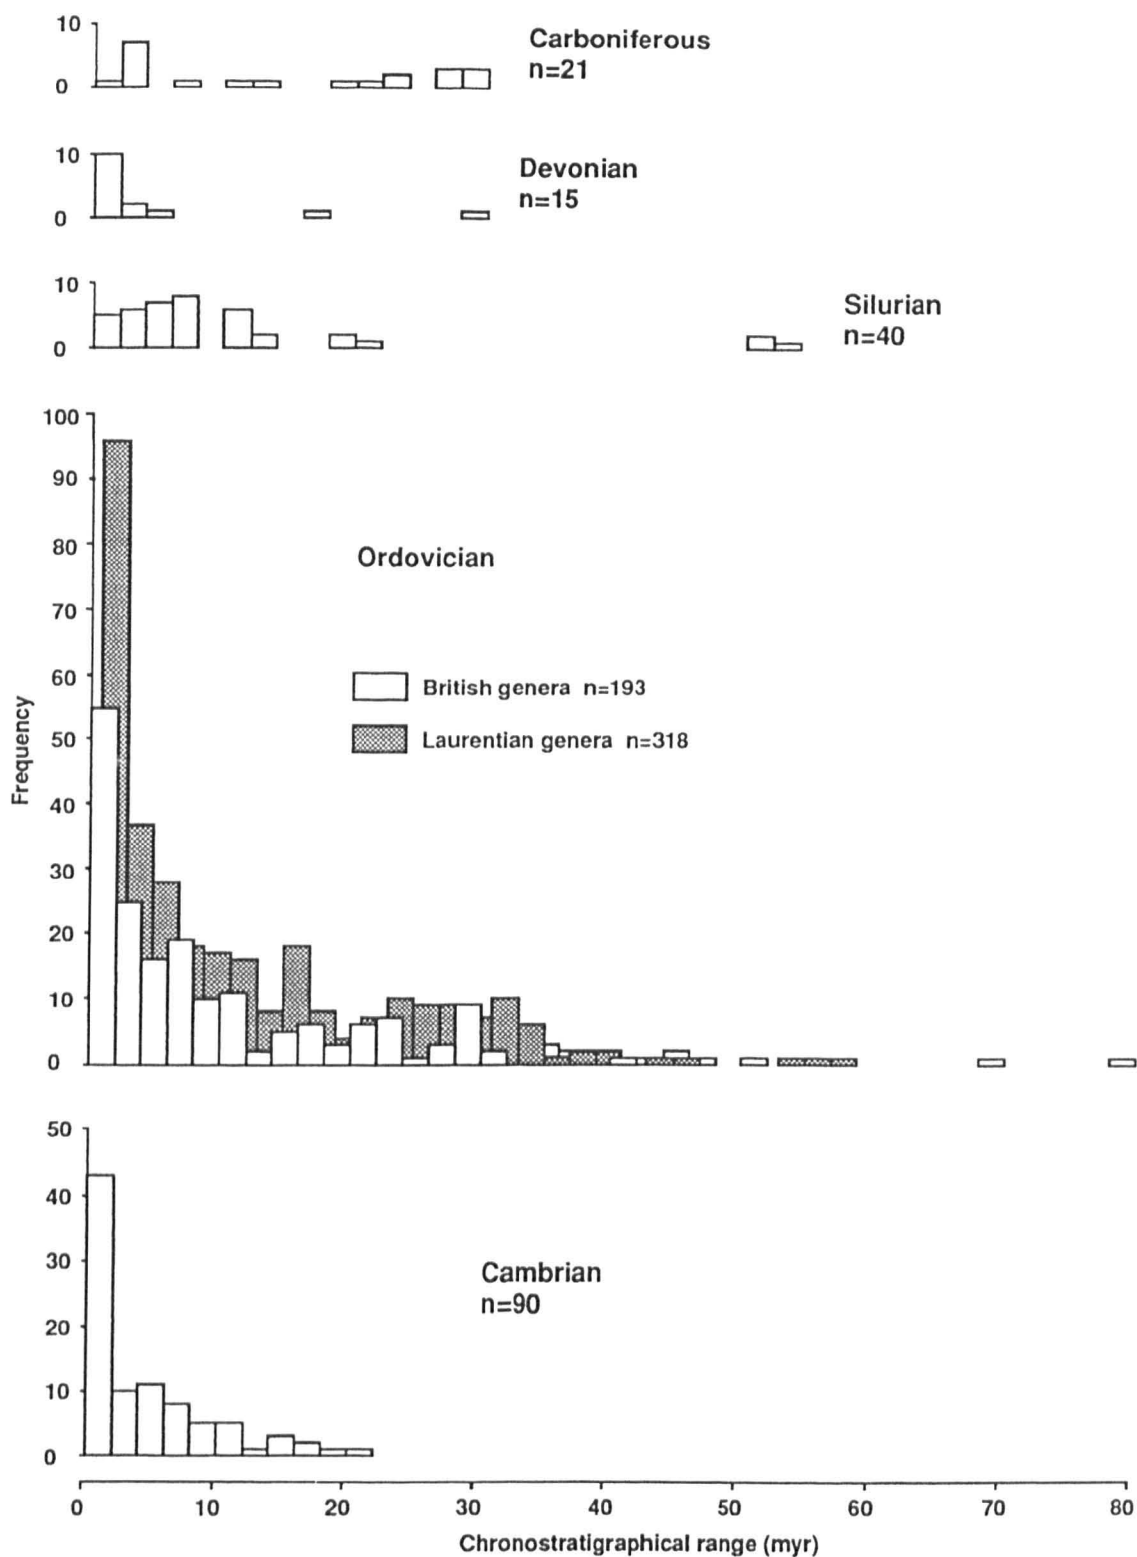 10
0
Carboniferous
n=21
10
0
Devonian
n=15
10
0
Silurian
n=40
100
90
80
70
60
50
40
30
20
10
0
Frequency
Ordovician
British genera n=193
Laurentian genera n=318
50
40
30
20
10
0
Cambrian
n=90
0 10 20 30 40 50 60 70 80
Chronostratigraphical range (myr)